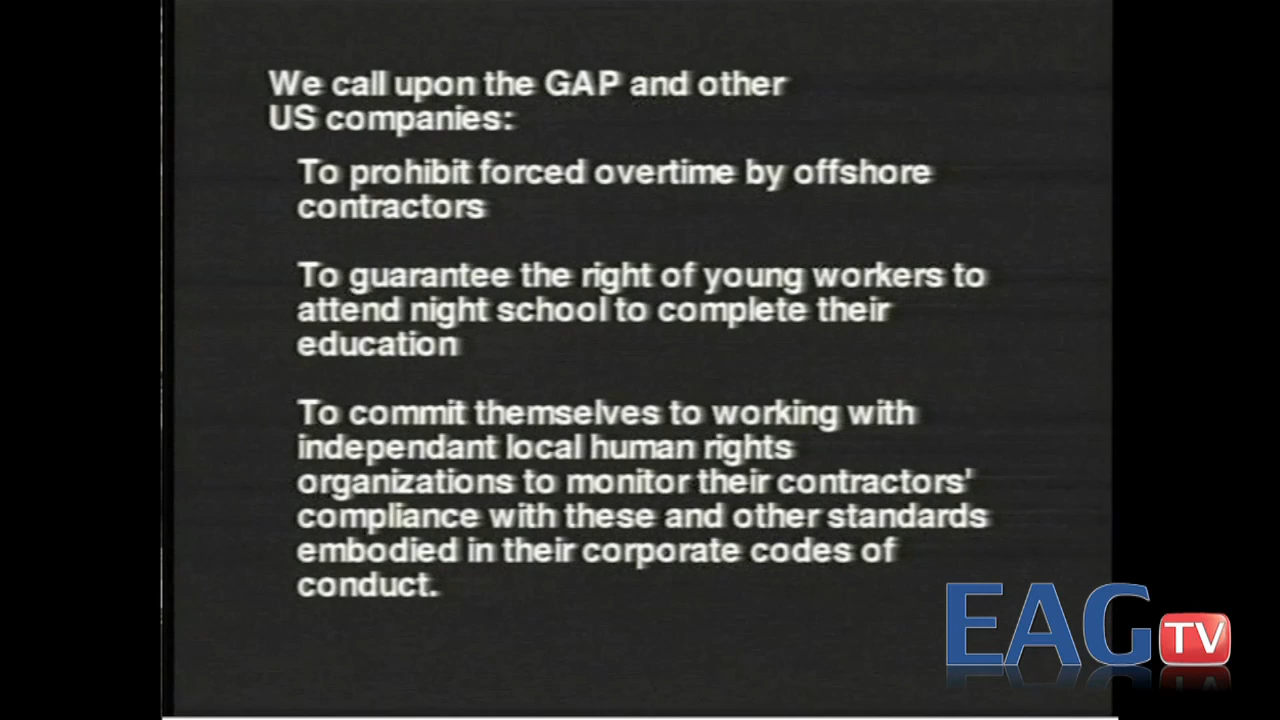 We call upon the GAP and other
US companies:
To prohibit forced overtime by offshore
contractors
To guarantee the right of young workers to
attend night school to complete their
education
To commit themselves to working with
independant local human rights
organizations to monitor their contractors'
compliance with these and other standards
embodied in their corporate codes of
conduct.
EAG TV